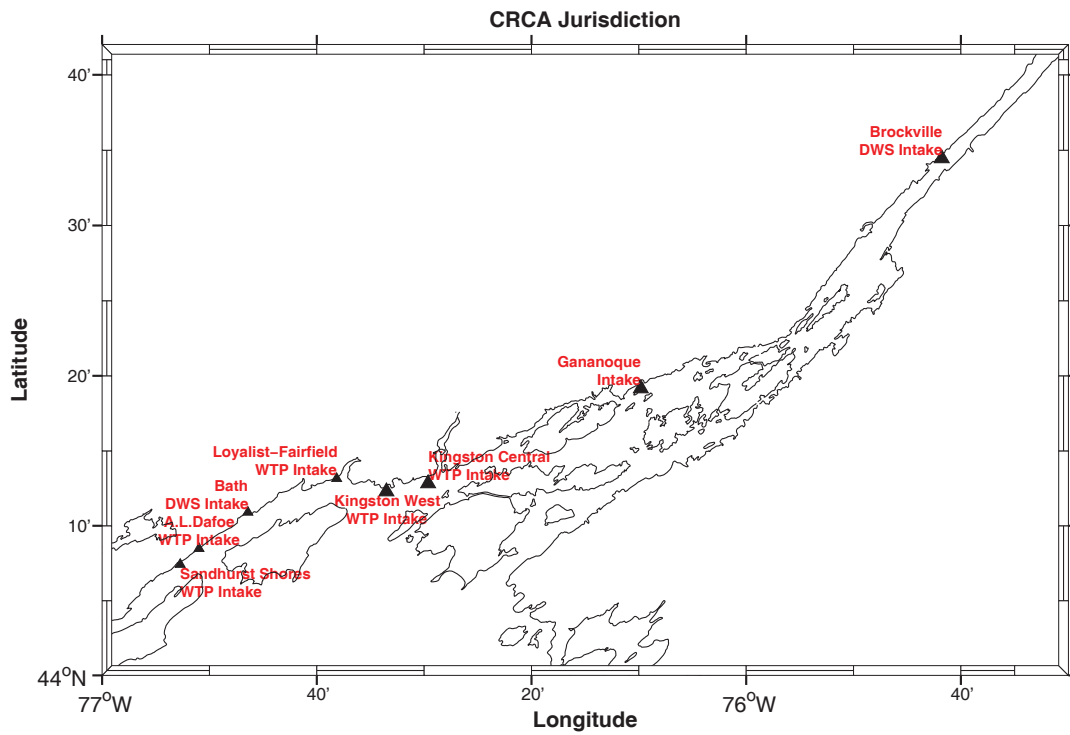 CRCA Jurisdiction
40'
Brockville
DWS Intake
30'
Latitude
20'
Gananoque
Intake
Loyalist–Fairfield
WTP Intake
Kingston Central
WTP Intake
Bath
DWS Intake
Kingston West
WTP Intake
A.L.Dafoe
WTP Intake
10'
Sandhurst Shores
WTP Intake
44°N
77°W
40'
20'
76°W
40'
Longitude